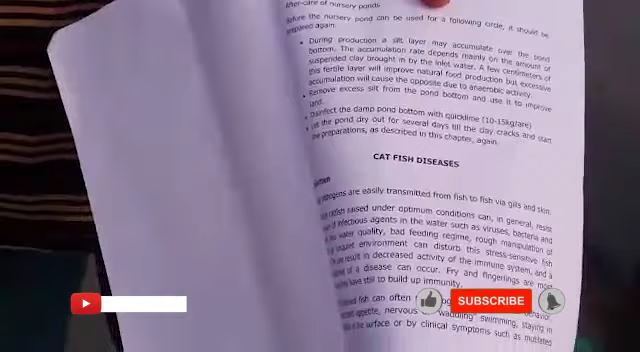 After-care of nursery ponds
Before the nursery pond can be used for a following circle, it should be
prepared again.
• During production a silt layer may accumulate over the pond
bottom. The accumulation rate depends mainly on the amount of
suspended clay brought in by the inlet water. A few centimeters of
this fertile layer will improve natural food production but excessive
accumulation will cause the opposite due to anaerobic activity.
• Remove excess silt from the pond bottom and use it to improve
land.
Disinfect the damp pond bottom with quicklime (10-15kg/are)
Let the pond dry out for several days till the day cracks and start
the preparations, as described in this chapter, again.
CAT FISH DISEASES
pathogens are easily transmitted from fish to fish via gills and skin.
catfish raised under optimum conditions can, in general, resist
of infectious agents in the water such as viruses, bacteria and
water quality, bad feeding regime, rough manipulation of
environment can disturb this stress-sensitive fish
result in decreased activity of the immune system, and a
of a disease can occur. Fry and fingerlings are most
have still to build up immunity.
fish can often
appetite, nervous or "waddling" swimming, staying in
surface or by clinical symptoms such as
SUBSCRIBE